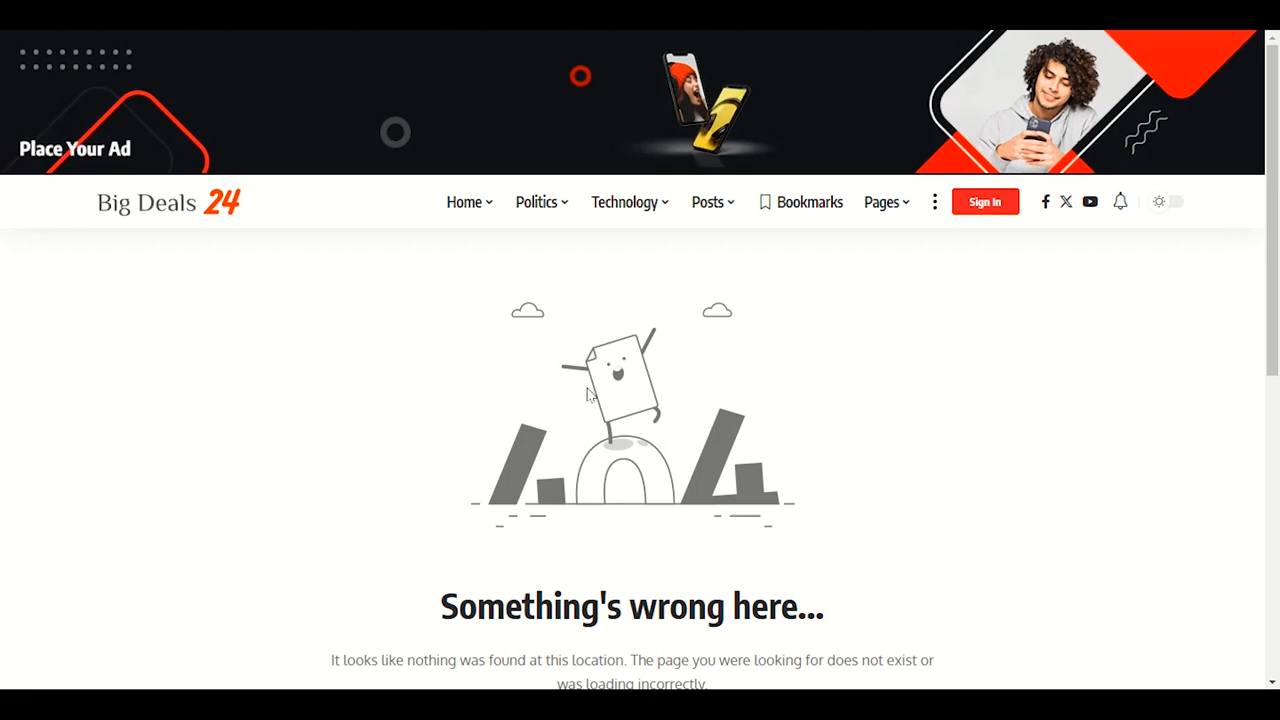 Place Your Ad
Big Deals 24
Home Politics Technology Posts Bookmarks Pages Sign In
404
Something's wrong here...
It looks like nothing was found at this location. The page you were looking for does not exist or
was loading incorrectly.